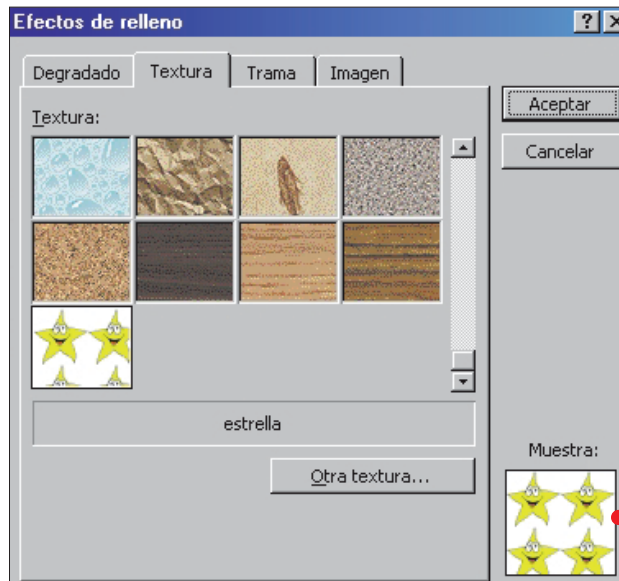 Efectos de relleno
Degradado Textura Trama Imagen
Textura:
Aceptar
Cancelar
estrella
Otra textura...
Muestra: